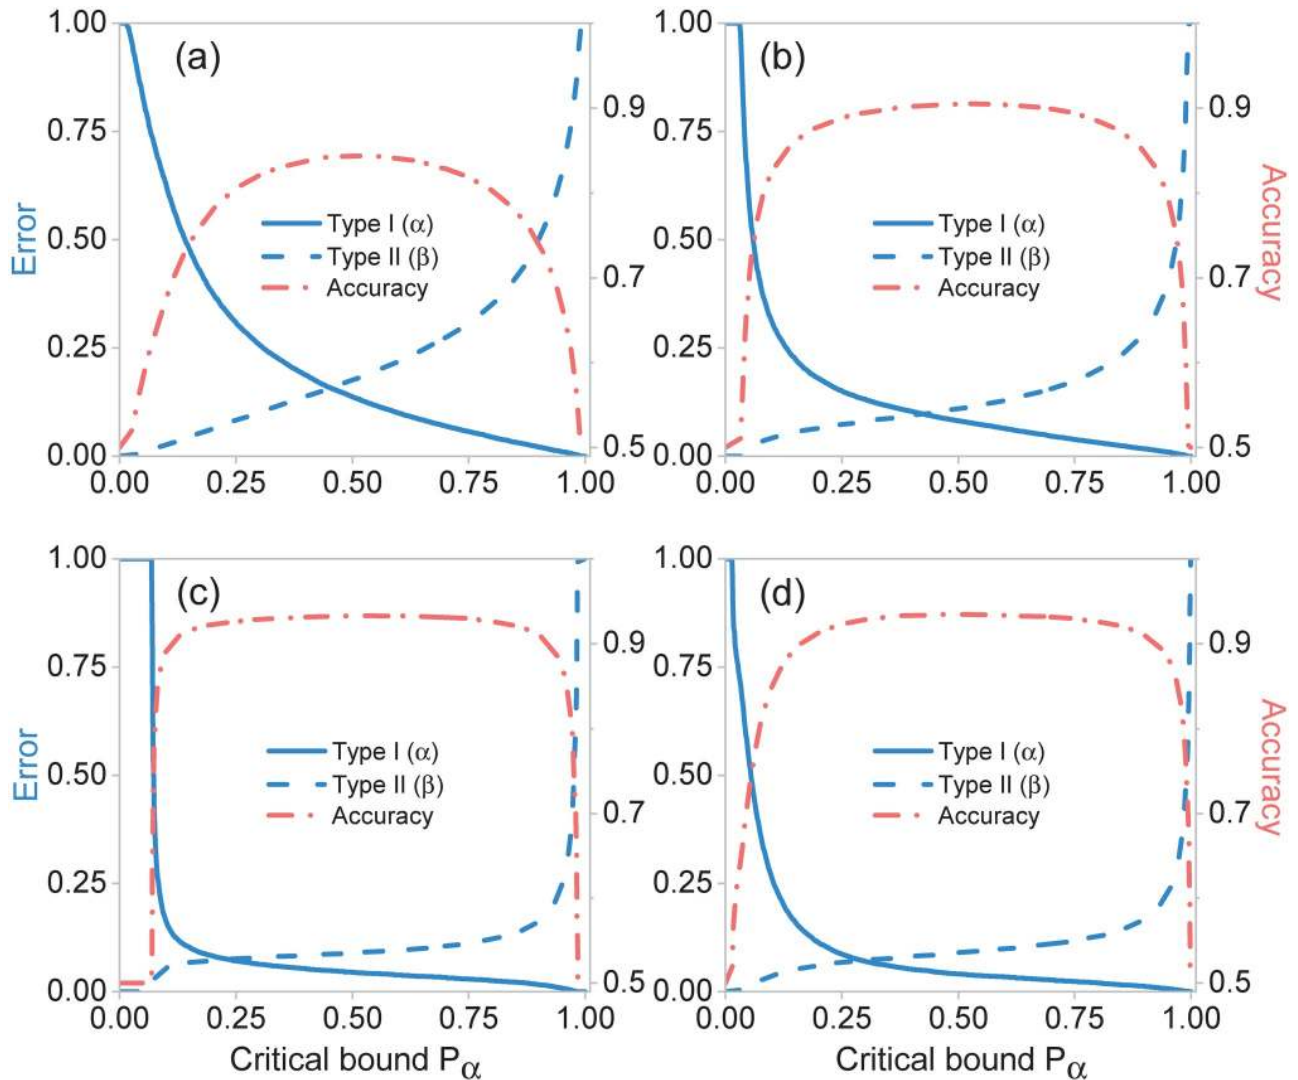 (a)
1.00
0.75
0.50
0.25
0.00
Error
0.9
0.7
0.5
Type I (α)
Type II (β)
Accuracy
0.00 0.25 0.50 0.75 1.00
(b)
1.00
0.75
0.50
0.25
0.00
0.9
0.7
0.5
Accuracy
Type I (α)
Type II (β)
Accuracy
0.00 0.25 0.50 0.75 1.00
(c)
1.00
0.75
0.50
0.25
0.00
Error
0.9
0.7
0.5
Type I (α)
Type II (β)
Accuracy
0.00 0.25 0.50 0.75 1.00
Critical bound Pα
(d)
1.00
0.75
0.50
0.25
0.00
0.9
0.7
0.5
Accuracy
Type I (α)
Type II (β)
Accuracy
0.00 0.25 0.50 0.75 1.00
Critical bound Pα